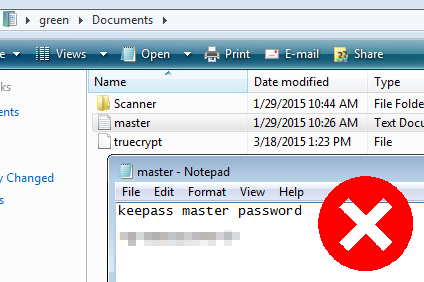 green ▸ Documents ▸
e Views Open Print E-mail Share
ks
ents
y Changed
s
Name Date modified Type
Scanner 1/29/2015 10:44 AM File Folde
master 1/29/2015 10:26 AM Text Docu
truecrypt 3/18/2015 1:23 PM File
master - Notepad
File Edit Format View Help
keepass master password